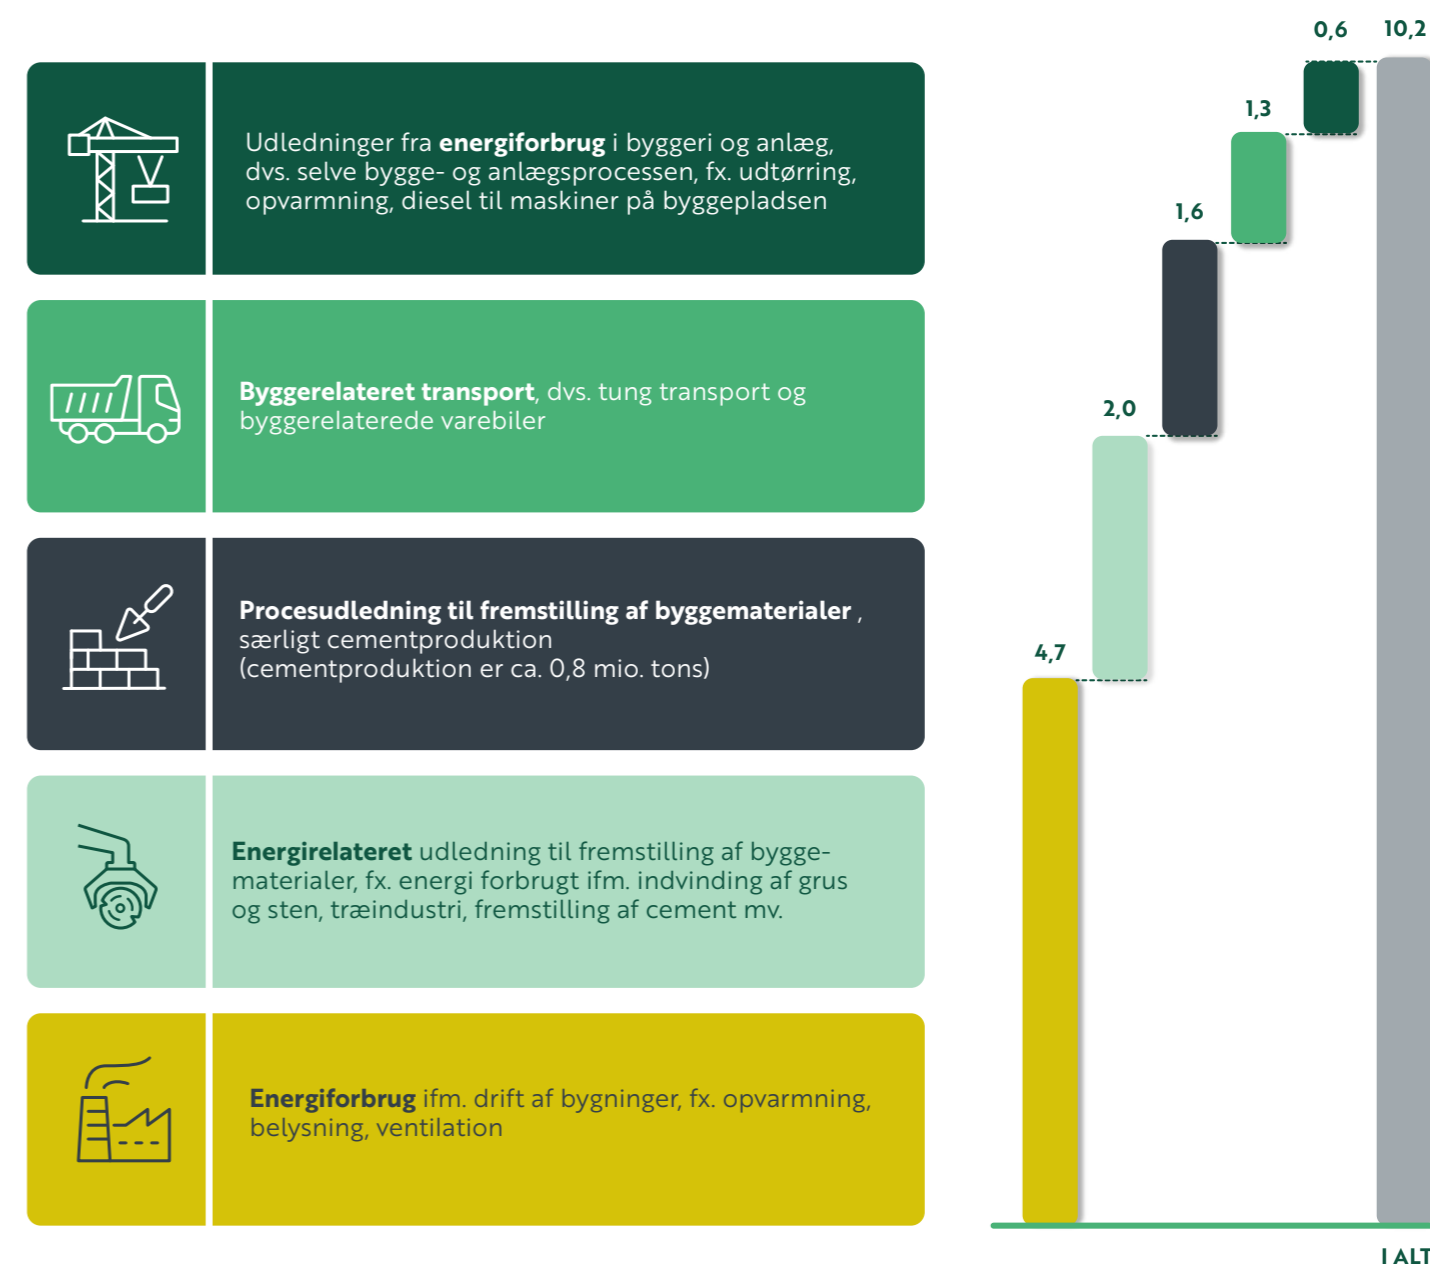 Udledninger fra energiforbrug i byggeri og anlæg,
dvs. selve bygge- og anlægsprocessen, fx. udtørring,
opvarmning, diesel til maskiner på byggepladsen
Byggerelateret transport, dvs. tung transport og
byggerelaterede varebiler
Procesudledning til fremstilling af byggematerialer ,
særligt cementproduktion
(cementproduktion er ca. 0,8 mio. tons)
Energirelateret udledning til fremstilling af bygge-
materialer, fx. energi forbrugt ifm. indvinding af grus
og sten, træindustri, fremstilling af cement mv.
Energiforbrug ifm. drift af bygninger, fx. opvarmning,
belysning, ventilation
4,7
2,0
1,6
1,3
0,6
10,2
I ALT